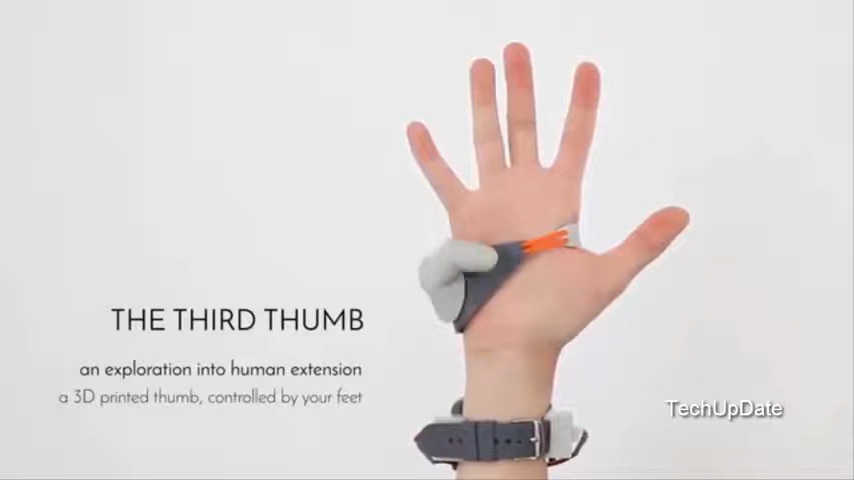 THE THIRD THUMB
an exploration into human extension
a 3D printed thumb, controlled by your feet
TechUpDate